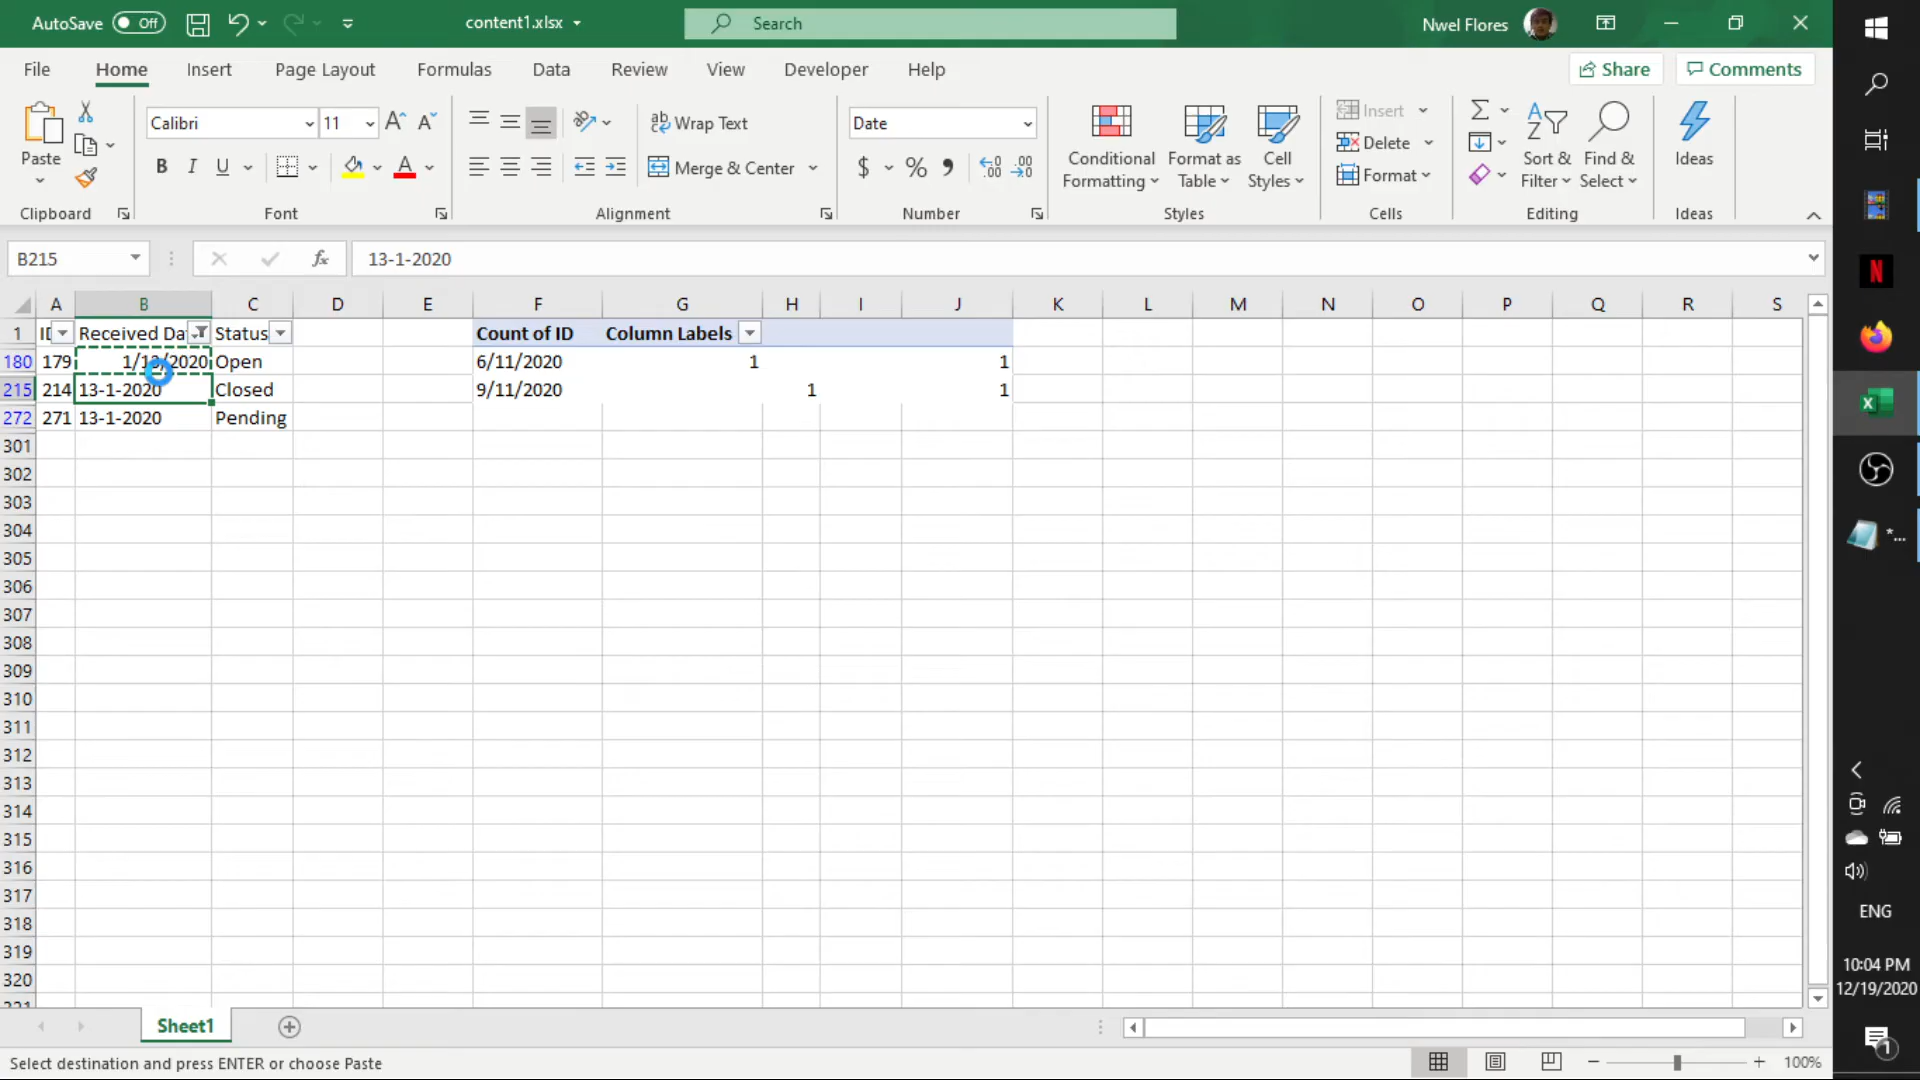 AutoSave Off content1.xlsx Search Nwel Flores
File Home Insert Page Layout Formulas Data Review View Developer Help Share Comments
Calibri 11 Wrap Text Date Insert
Paste B I U A Merge & Center $ % Conditional Formatting Format as Table Cell Styles Delete Format Sort & Filter Find & Select Ideas
Clipboard Font Alignment Number Styles Cells Editing Ideas
B215 fx 13-1-2020
A B C D E F G H I J K L M N O P Q R S
1 Received Da Status Count of ID Column Labels
180 179 Open 6/11/2020 1 1
215 214 13-1-2020 Closed 9/11/2020 1 1
272 271 13-1-2020 Pending
301
302
303
304
305
306
307
308
309
310
311
312
313
314
315
316
317
318
319
320
Sheet1
Select destination and press ENTER or choose Paste 100%
ENG
10:04 PM
12/19/2020
1